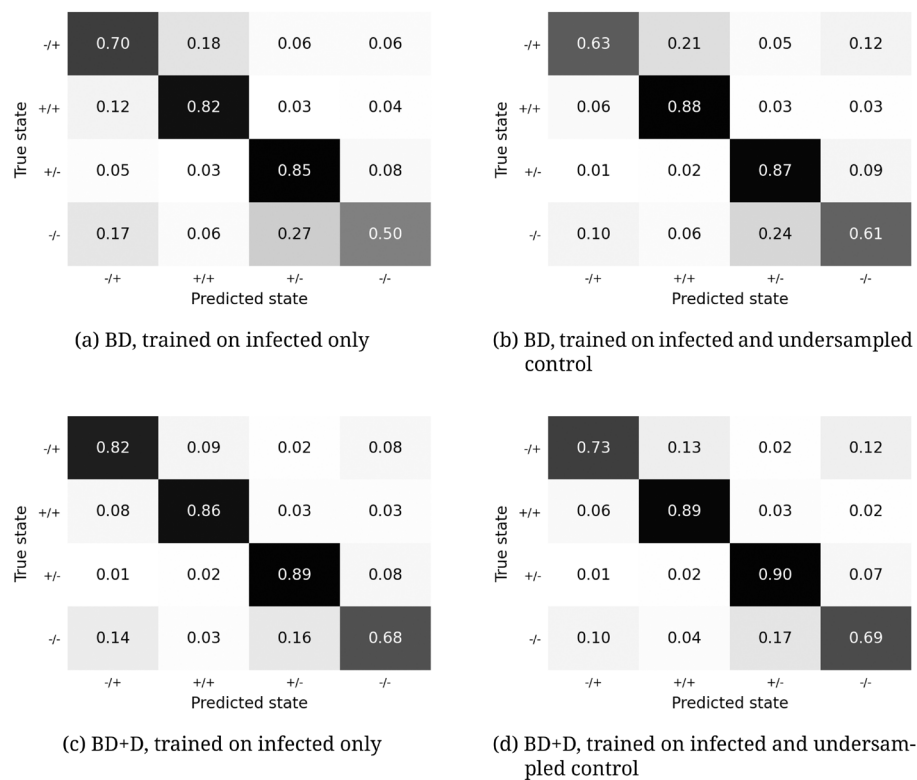 -/+ 0.70 0.18 0.06 0.06
+/+ 0.12 0.82 0.03 0.04
+/- 0.05 0.03 0.85 0.08
-/- 0.17 0.06 0.27 0.50
-/+ +/+ +/- -/-
True state
Predicted state
(a) BD, trained on infected only
-/+ 0.63 0.21 0.05 0.12
+/+ 0.06 0.88 0.03 0.03
+/- 0.01 0.02 0.87 0.09
-/- 0.10 0.06 0.24 0.61
-/+ +/+ +/- -/-
True state
Predicted state
(b) BD, trained on infected and undersampled
control
-/+ 0.82 0.09 0.02 0.08
+/+ 0.08 0.86 0.03 0.03
+/- 0.01 0.02 0.89 0.08
-/- 0.14 0.03 0.16 0.68
-/+ +/+ +/- -/-
True state
Predicted state
(c) BD+D, trained on infected only
-/+ 0.73 0.13 0.02 0.12
+/+ 0.06 0.89 0.03 0.02
+/- 0.01 0.02 0.90 0.07
-/- 0.10 0.04 0.17 0.69
-/+ +/+ +/- -/-
True state
Predicted state
(d) BD+D, trained on infected and undersam-
pled control